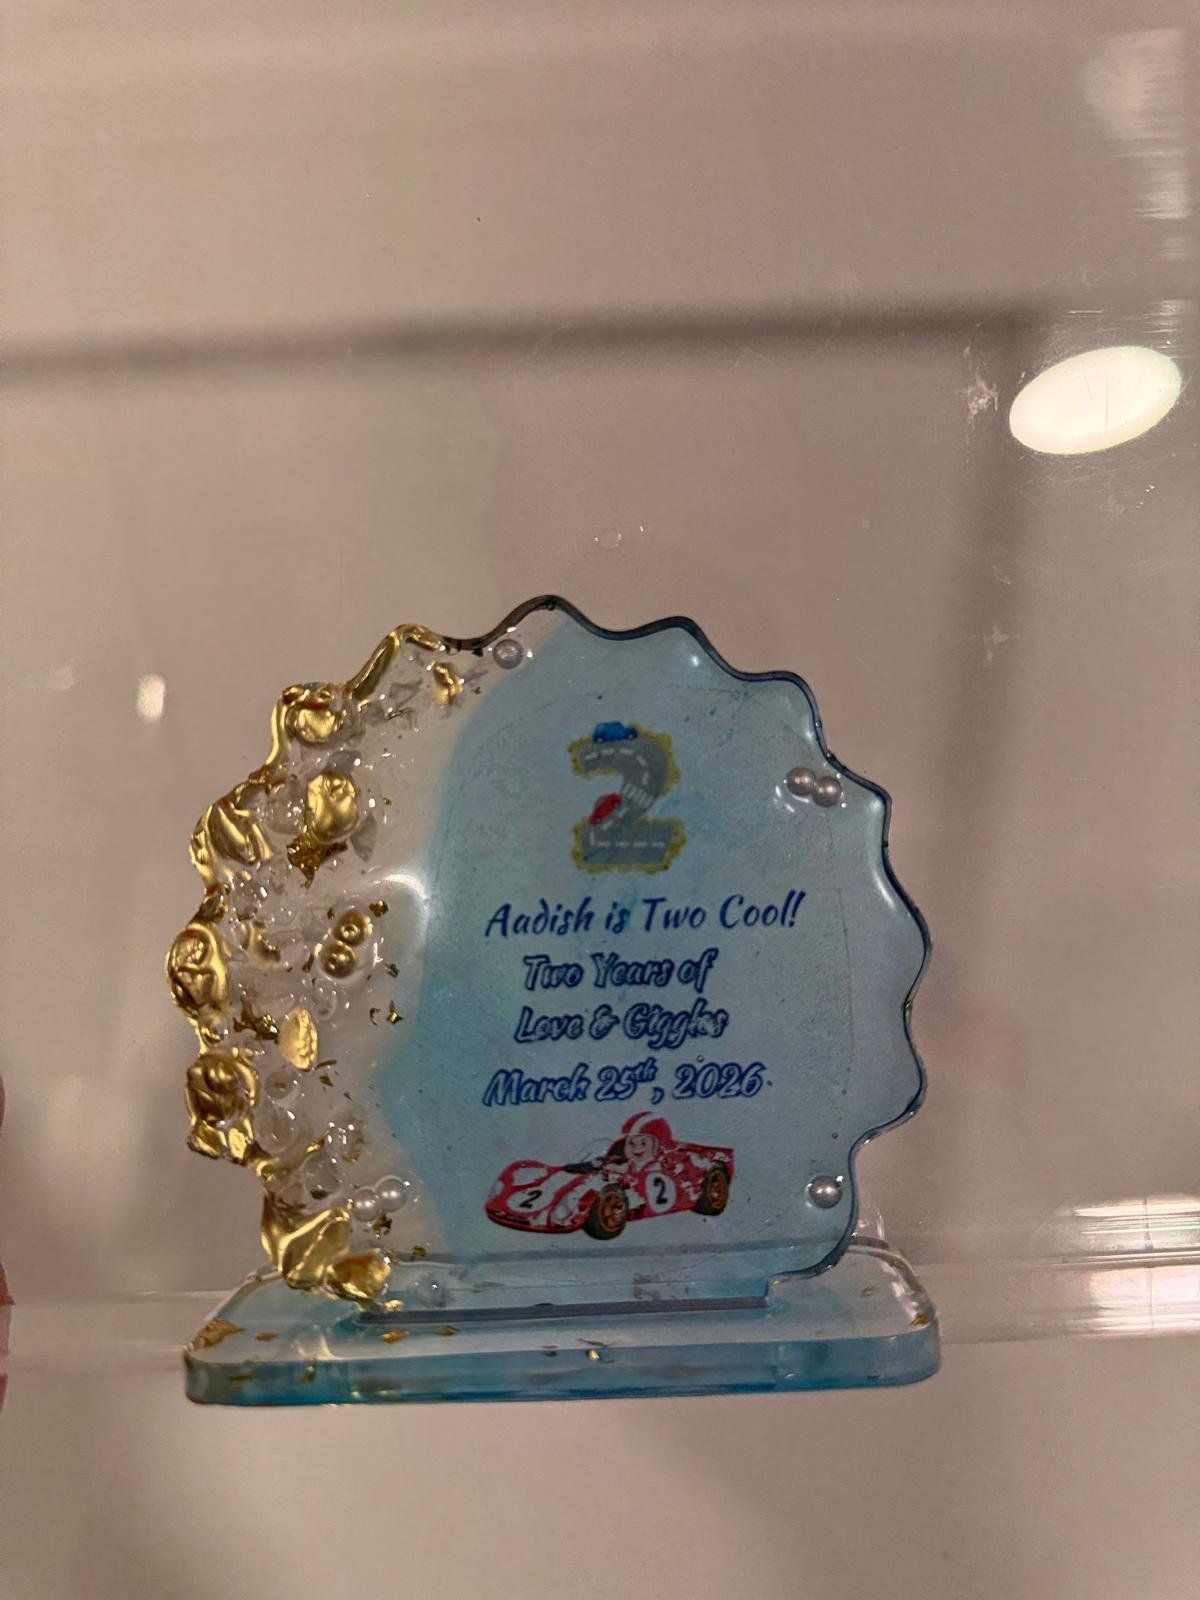 2
Aadish is Two Cool!
Two Years of
Love & Giggles
March 25th, 2026
2 2